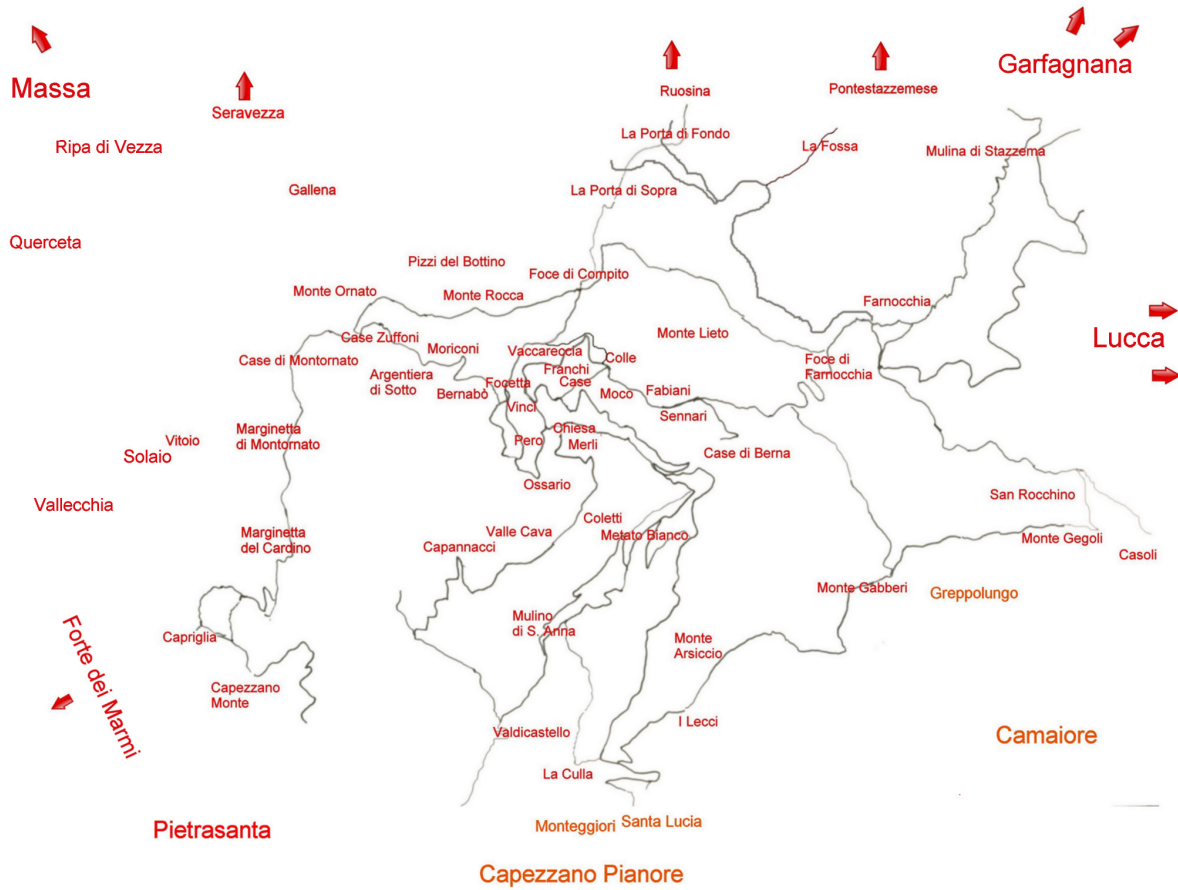 Garfagnana
Massa
Ruosina
Pontestazzemese
Seravezza
La Porta di Fondo
Ripa di Vezza
La Fossa
Mulina di Stazzema
Gallena
La Porta di Sopra
Querceta
Pizzi del Bottino
Foce di Compito
Monte Ornato
Monte Rocca
Farnocchia
Monte Lieto
Lucca
Case Zuffoni
Moriconi
Vaccareccia
Colle
Case di Montornato
Foce di
Farnocchia
Argentiera
di Sotto
Franchi
Case
Focetta
Bernabò
Moco
Fabiani
Vinci
Sennari
Marginetta
di Montornato
Vitoio
Solaio
Pero
Chiesa
Merli
Case di Berna
Ossario
San Rocchino
Vallecchia
Coletti
Marginetta
del Cardino
Valle Cava
Metato Bianco
Capannacci
Monte Gegoli
Casoli
Monte Gabberi
Greppolungo
Mulino
di S. Anna
Capriglia
Monte
Arsiccio
Forte dei Marmi
Capezzano
Monte
I Lecci
Valdicastello
Camaiore
La Culla
Pietrasanta
Monteggiori
Santa Lucia
Capezzano Pianore